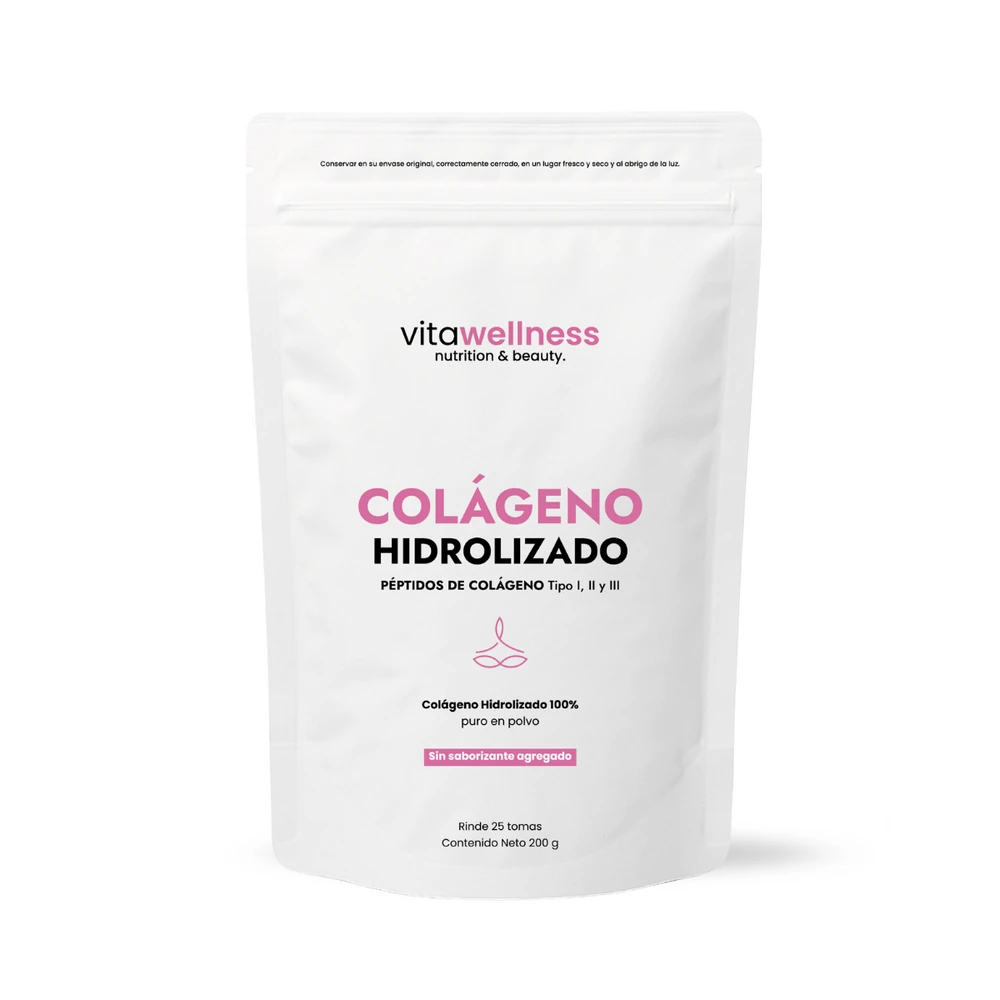 Conservar en su envase original, correctamente cerrado, en un lugar fresco y seco y al abrigo de la luz.
vitawellness
nutrition & beauty.
COLÁGENO
HIDROLIZADO
PÉPTIDOS DE COLÁGENO Tipo I, II y III
Colágeno Hidrolizado 100%
puro en polvo
Sin saborizante agregado
Rinde 25 tomas
Contenido Neto 200 g